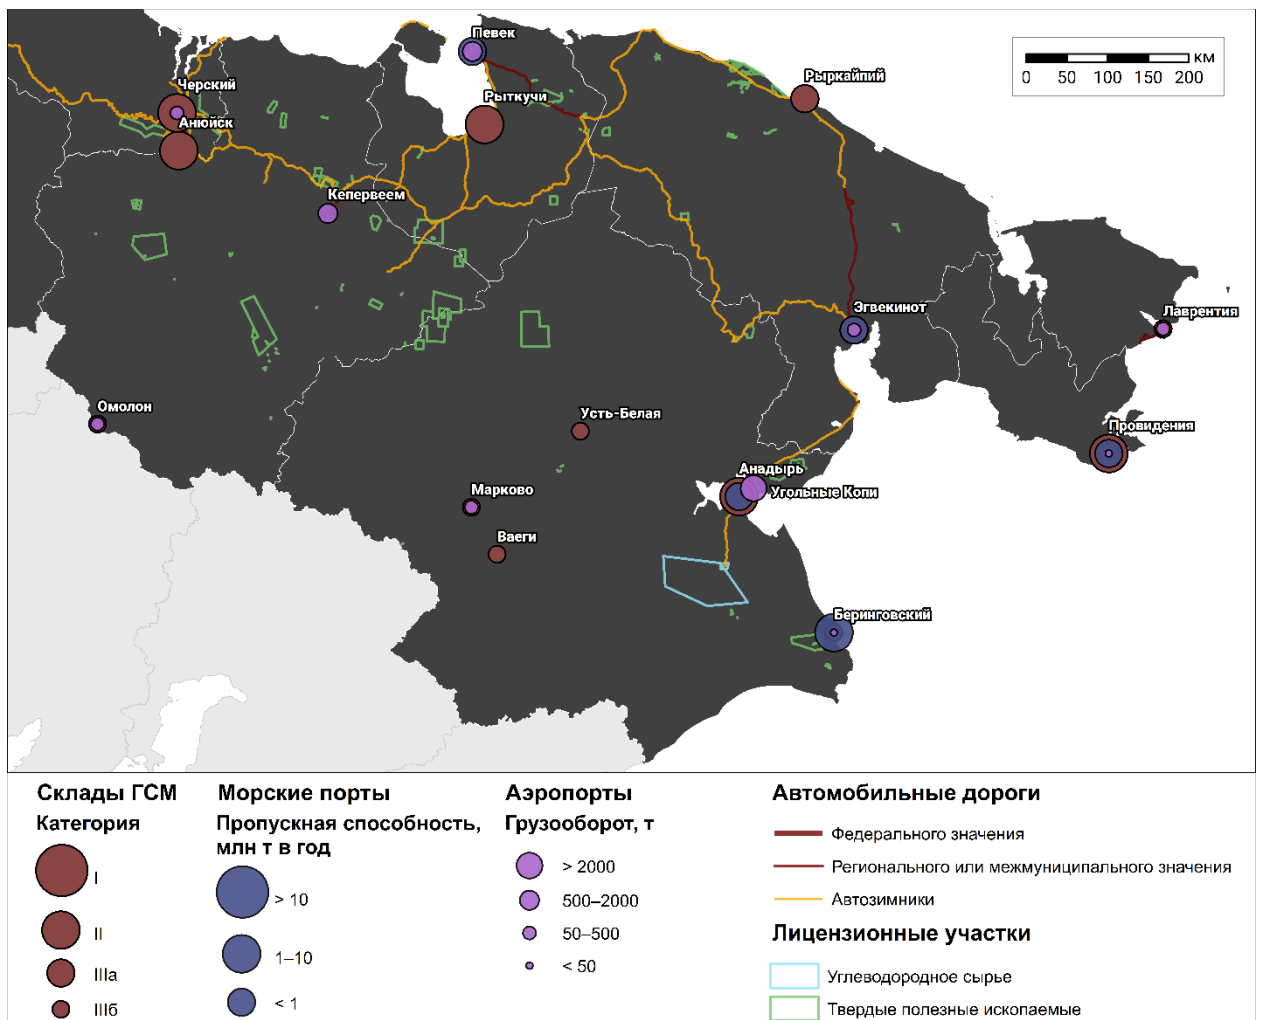 Певек
Рыркайпий
КМ
0 50 100 150 200
Черский
Рыткучи
Анюйск
Кепервеем
Эгвекинот
Лаврентия
Омолон
Усть-Белая
Провидения
Анадырь
Марково
Угольные Копи
Ваеги
Беринговский
Склады ГСМ
Категория
I
II
IIIа
IIIб
Морские порты
Пропускная способность,
млн т в год
> 10
1–10
< 1
Аэропорты
Грузооборот, т
> 2000
500–2000
50–500
< 50
Автомобильные дороги
Федерального значения
Регионального или межмуниципального значения
Автозимники
Лицензионные участки
Углеводородное сырье
Твердые полезные ископаемые